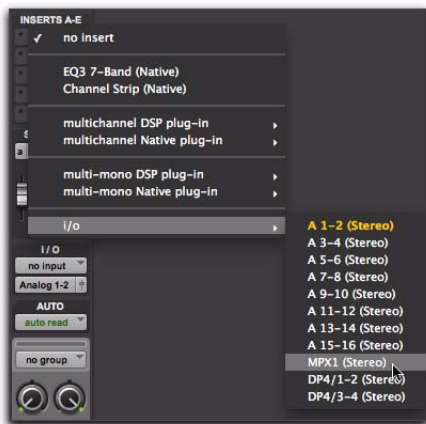 INSERTS A-E
✓ no insert
EQ3 7-Band (Native)
Channel Strip (Native)
multichannel DSP plug-in
multichannel Native plug-in
multi-mono DSP plug-in
multi-mono Native plug-in
i/o
A 1-2 (Stereo)
A 3-4 (Stereo)
A 5-6 (Stereo)
A 7-8 (Stereo)
A 9-10 (Stereo)
A 11-12 (Stereo)
A 13-14 (Stereo)
A 15-16 (Stereo)
MPX1 (Stereo)
DP4/1-2 (Stereo)
DP4/3-4 (Stereo)
S
a
I / O
no input
Analog 1-2
AUTO
auto read
no group